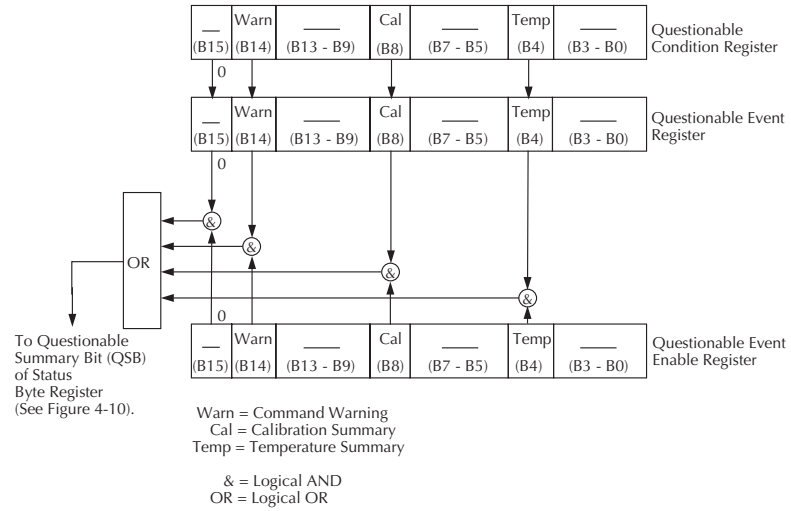 Warn Cal Temp
(B15) (B14) (B13 - B9) (B8) (B7 - B5) (B4) (B3 - B0)
Questionable
Condition Register
0
Warn Cal Temp
(B15) (B14) (B13 - B9) (B8) (B7 - B5) (B4) (B3 - B0)
Questionable Event
Register
0
&
&
&
&
OR
0
Warn Cal Temp
(B15) (B14) (B13 - B9) (B8) (B7 - B5) (B4) (B3 - B0)
Questionable Event
Enable Register
To Questionable
Summary Bit (QSB)
of Status
Byte Register
(See Figure 4-10).
Warn = Command Warning
Cal = Calibration Summary
Temp = Temperature Summary
& = Logical AND
OR = Logical OR